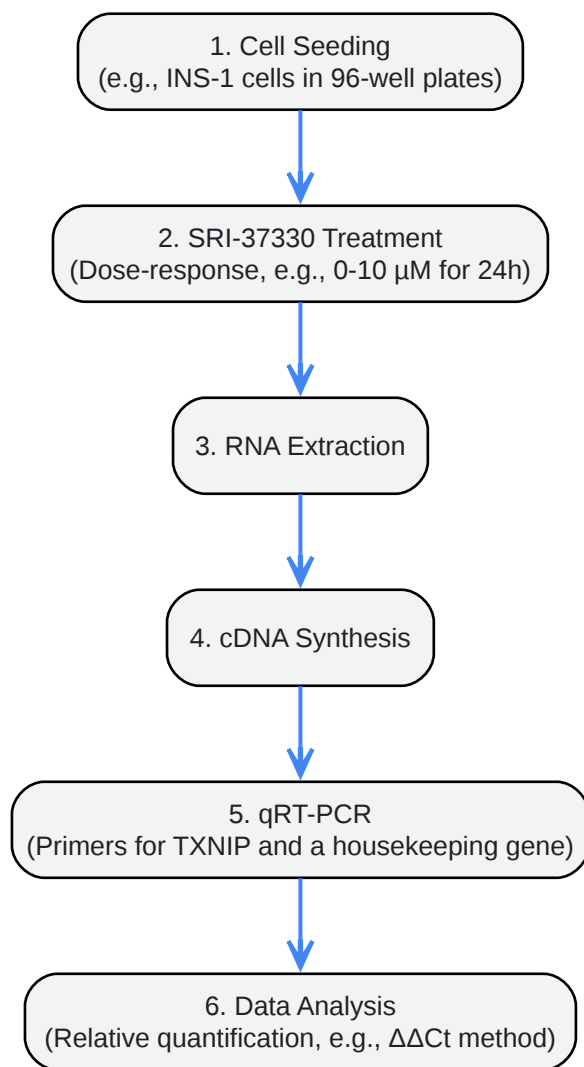 1. Cell Seeding
(e.g., INS-1 cells in 96-well plates)
2. SRI-37330 Treatment
(Dose-response, e.g., 0-10 µM for 24h)
3. RNA Extraction
4. cDNA Synthesis
5. qRT-PCR
(Primers for TXNIP and a housekeeping gene)
6. Data Analysis
(Relative quantification, e.g., ΔΔCt method)